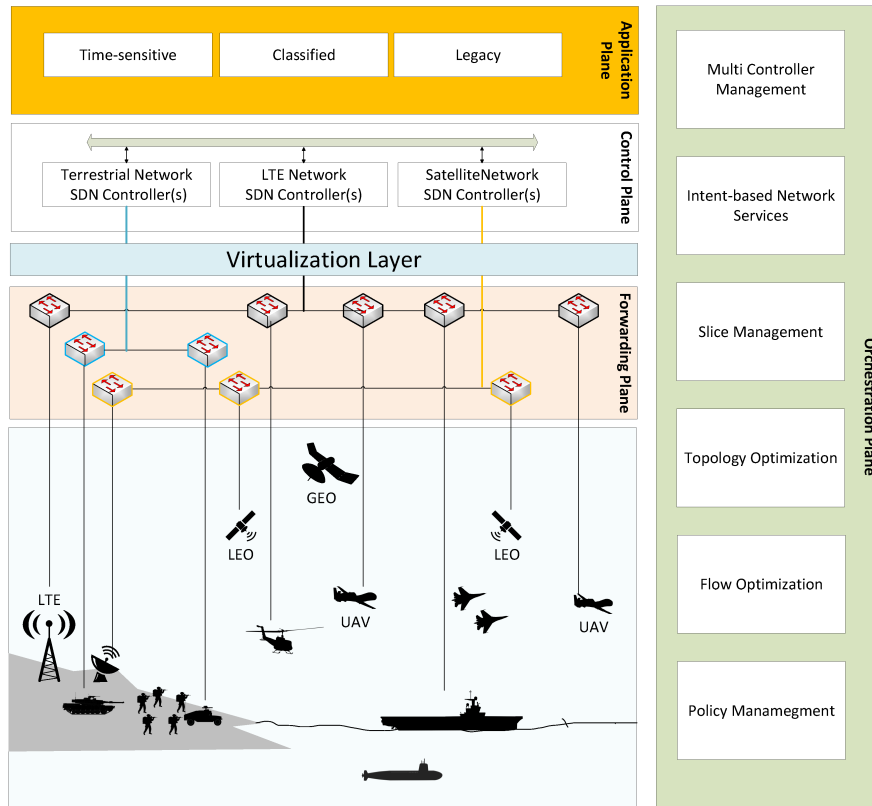 Time-sensitive
Classified
Legacy
Application
Plane
Terrestrial Network
SDN Controller(s)
LTE Network
SDN Controller(s)
SatelliteNetwork
SDN Controller(s)
Control Plane
Virtualization Layer
Forwarding Plane
GEO
LEO
LEO
LTE
UAV
UAV
Multi Controller
Management
Intent-based Network
Services
Slice Management
Topology Optimization
Flow Optimization
Policy Manamegment
Orchestration Plane